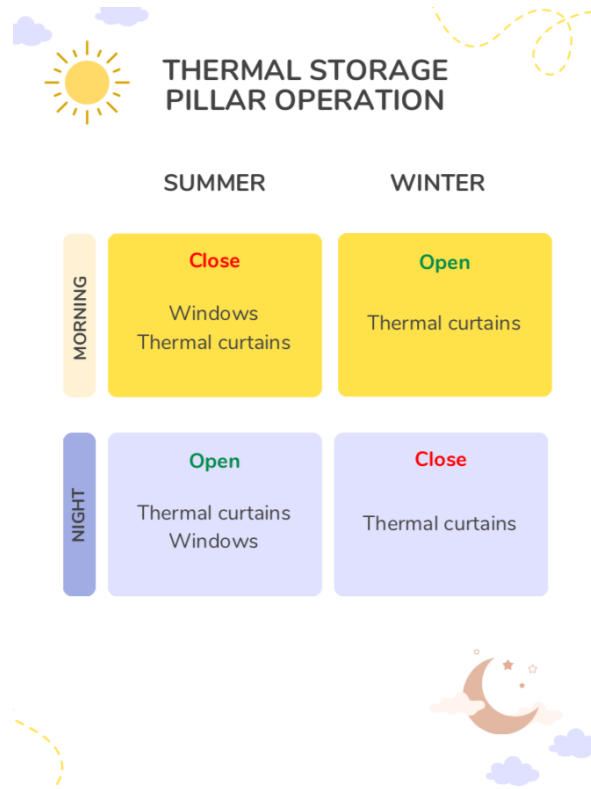 THERMAL STORAGE
PILLAR OPERATION
SUMMER
WINTER
MORNING
Close
Windows
Thermal curtains
Open
Thermal curtains
NIGHT
Open
Thermal curtains
Windows
Close
Thermal curtains